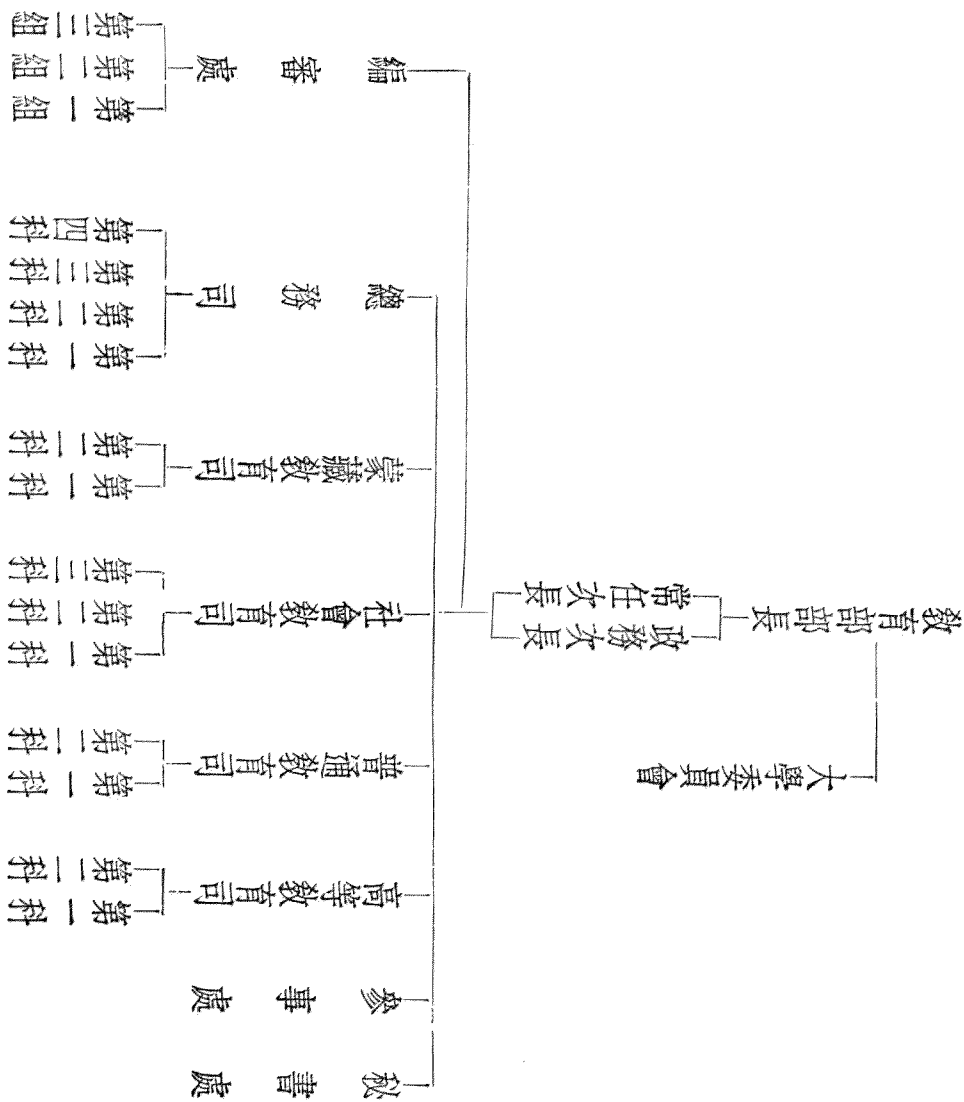 教育部部長
大學委員會
政務次長
常任次長
秘書處
參事處
高等教育司
第一科
第二科
普通教育司
第一科
第二科
社會教育司
第一科
第二科
第三科
蒙藏教育司
第一科
第二科
總務司
第一科
第二科
第三科
第四科
編審處
第一組
第二組
第三組